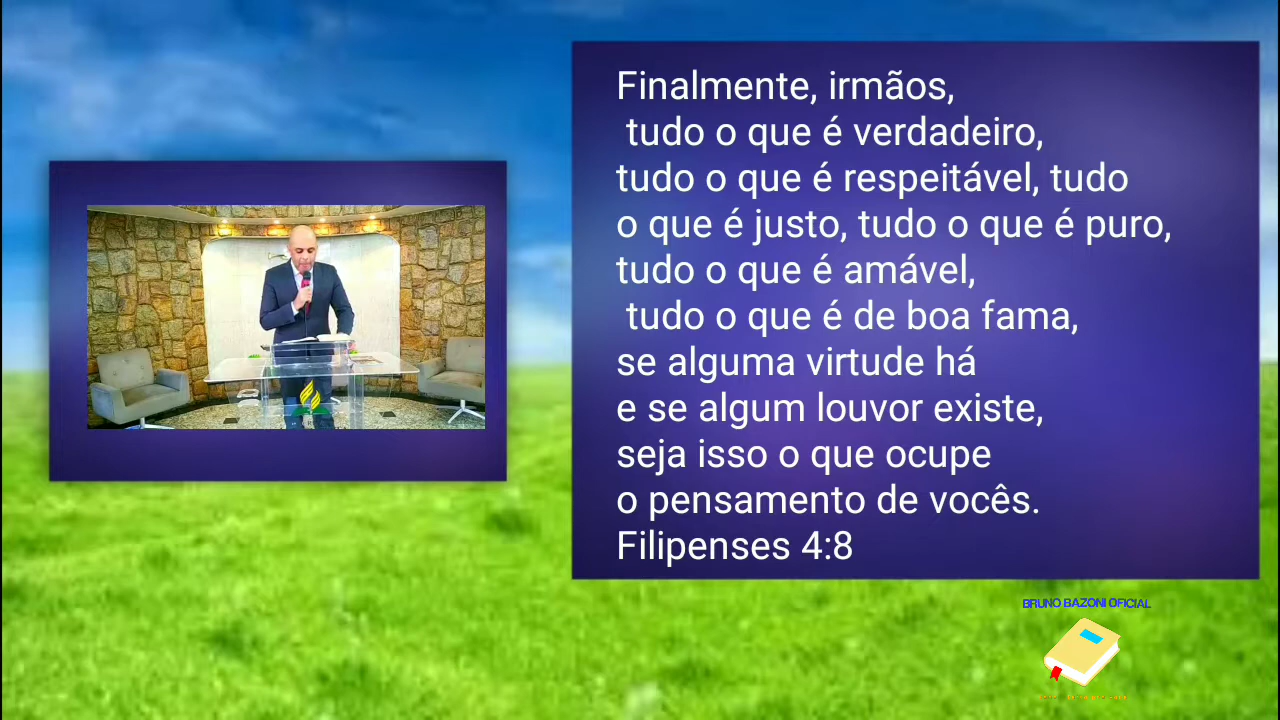 Finalmente, irmãos,
tudo o que é verdadeiro,
tudo o que é respeitável, tudo
o que é justo, tudo o que é puro,
tudo o que é amável,
tudo o que é de boa fama,
se alguma virtude há
e se algum louvor existe,
seja isso o que ocupe
o pensamento de vocês.
Filipenses 4:8
BRUNO BAZONI OFICIAL